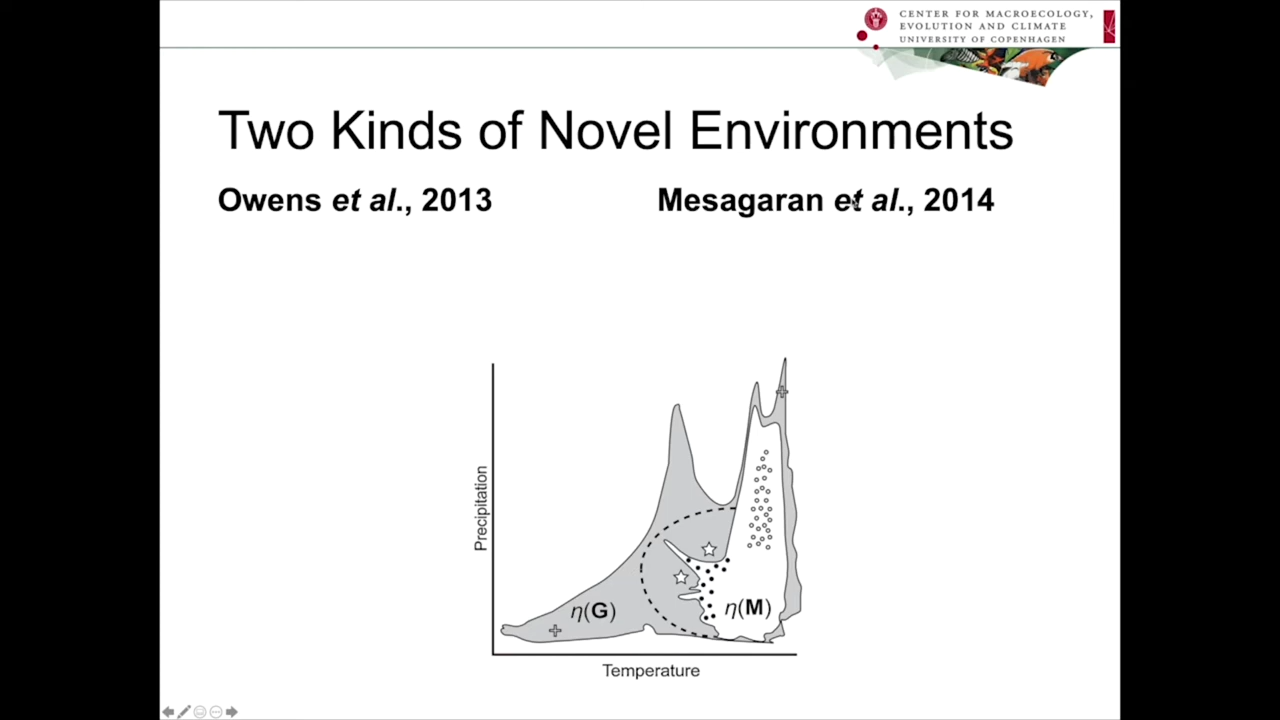 CENTER FOR MACROECOLOGY,
EVOLUTION AND CLIMATE
UNIVERSITY OF COPENHAGEN
Two Kinds of Novel Environments
Owens et al., 2013
Mesagaran et al., 2014
Precipitation
η(G)
η(M)
Temperature